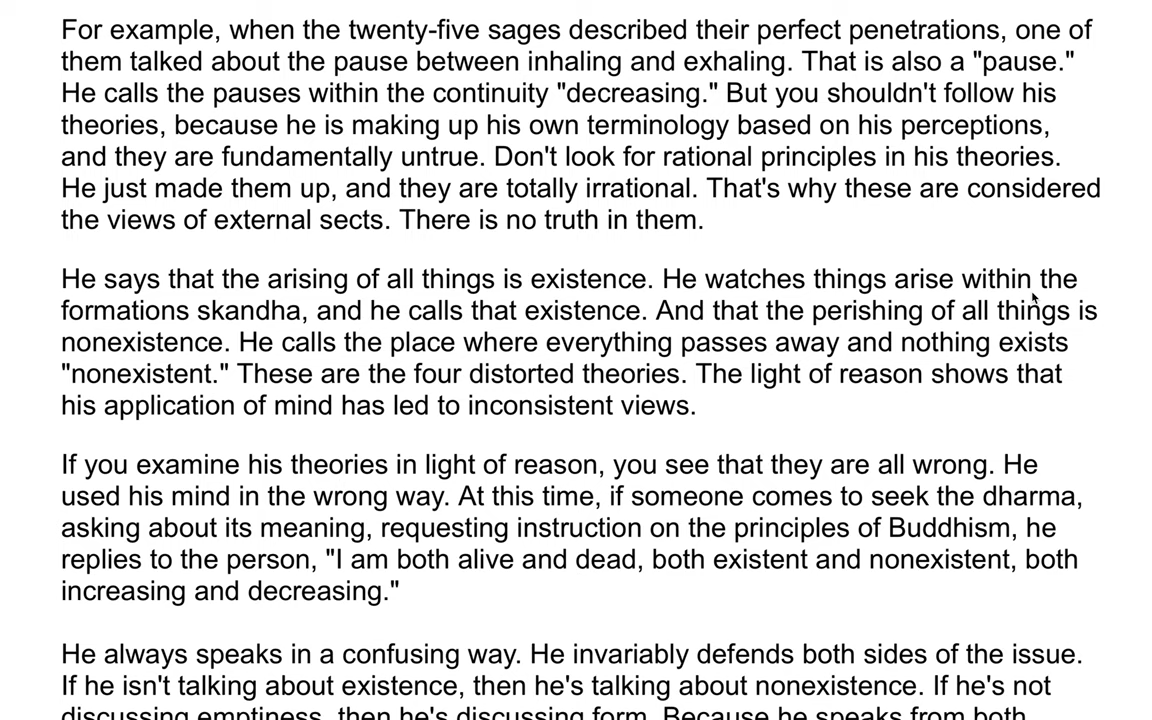 For example, when the twenty-five sages described their perfect penetrations, one of
them talked about the pause between inhaling and exhaling. That is also a "pause."
He calls the pauses within the continuity "decreasing." But you shouldn't follow his
theories, because he is making up his own terminology based on his perceptions,
and they are fundamentally untrue. Don't look for rational principles in his theories.
He just made them up, and they are totally irrational. That's why these are considered
the views of external sects. There is no truth in them.
He says that the arising of all things is existence. He watches things arise within the
formations skandha, and he calls that existence. And that the perishing of all things is
nonexistence. He calls the place where everything passes away and nothing exists
"nonexistent." These are the four distorted theories. The light of reason shows that
his application of mind has led to inconsistent views.
If you examine his theories in light of reason, you see that they are all wrong. He
used his mind in the wrong way. At this time, if someone comes to seek the dharma,
asking about its meaning, requesting instruction on the principles of Buddhism, he
replies to the person, "I am both alive and dead, both existent and nonexistent, both
increasing and decreasing."
He always speaks in a confusing way. He invariably defends both sides of the issue.
If he isn't talking about existence, then he's talking about nonexistence. If he's not
discussing emptiness, then he's discussing form. Because he speaks from both